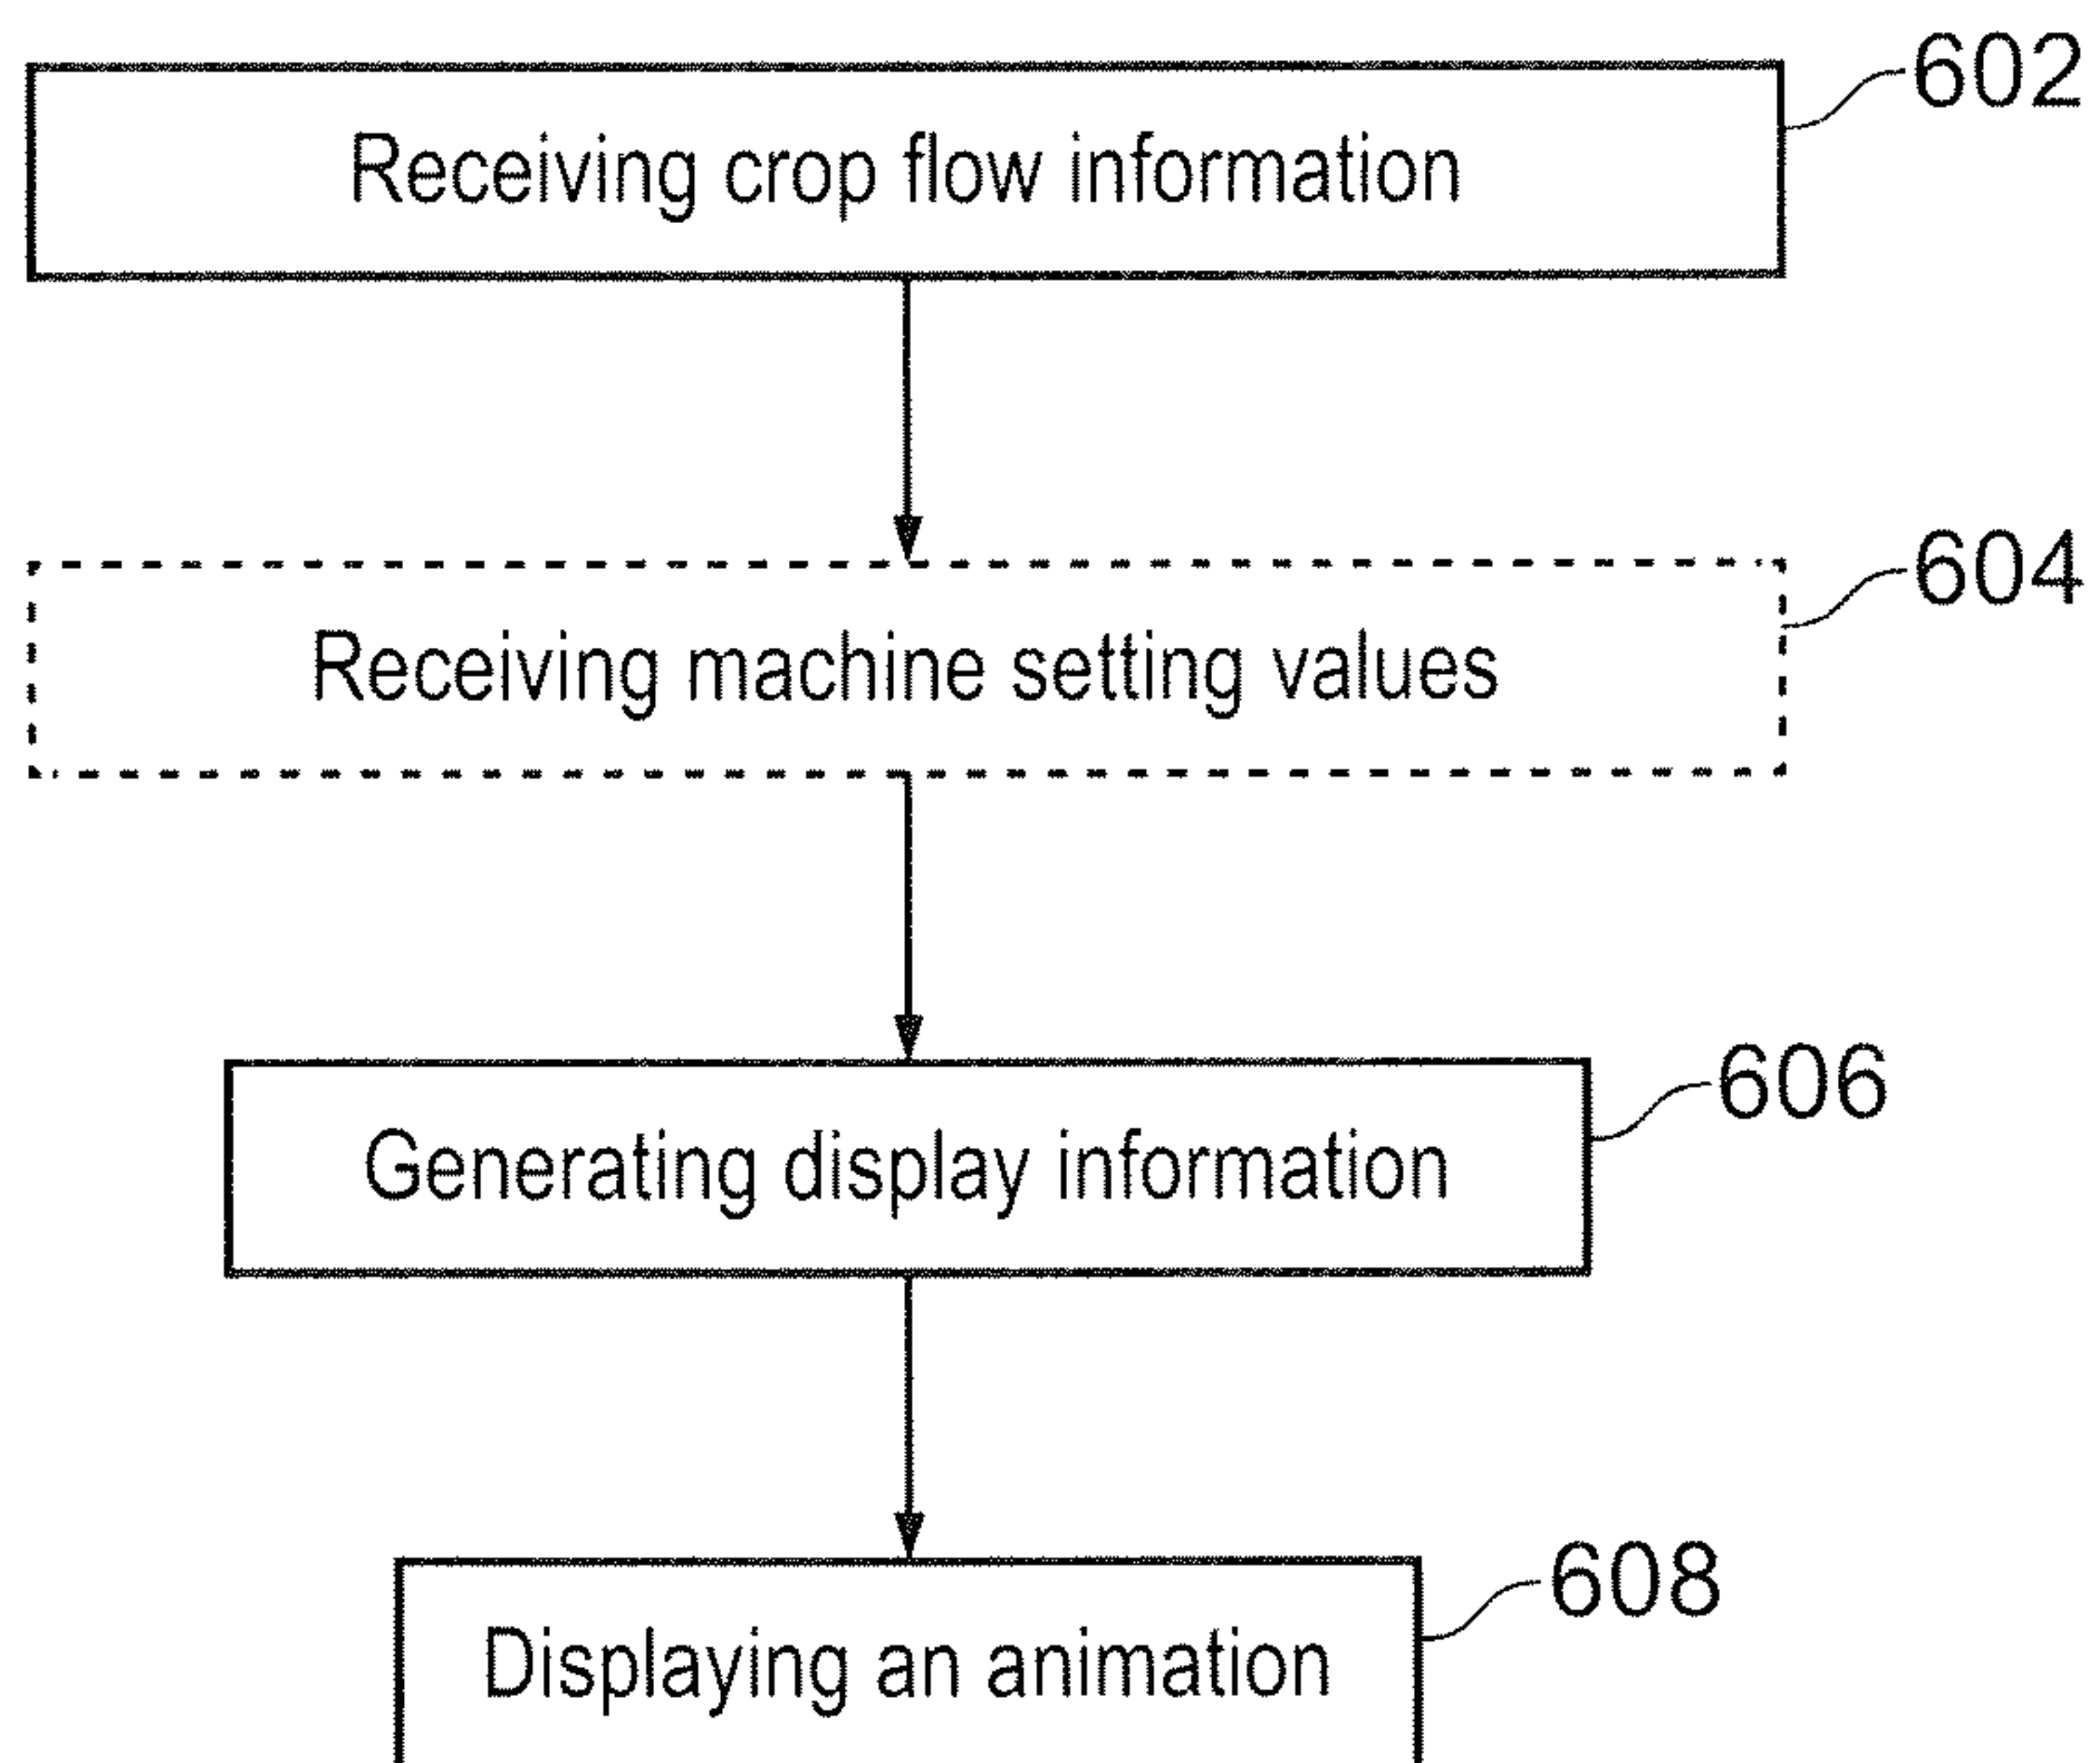 602
Receiving crop flow information
604
Receiving machine setting values
606
Generating display information
608
Displaying an animation